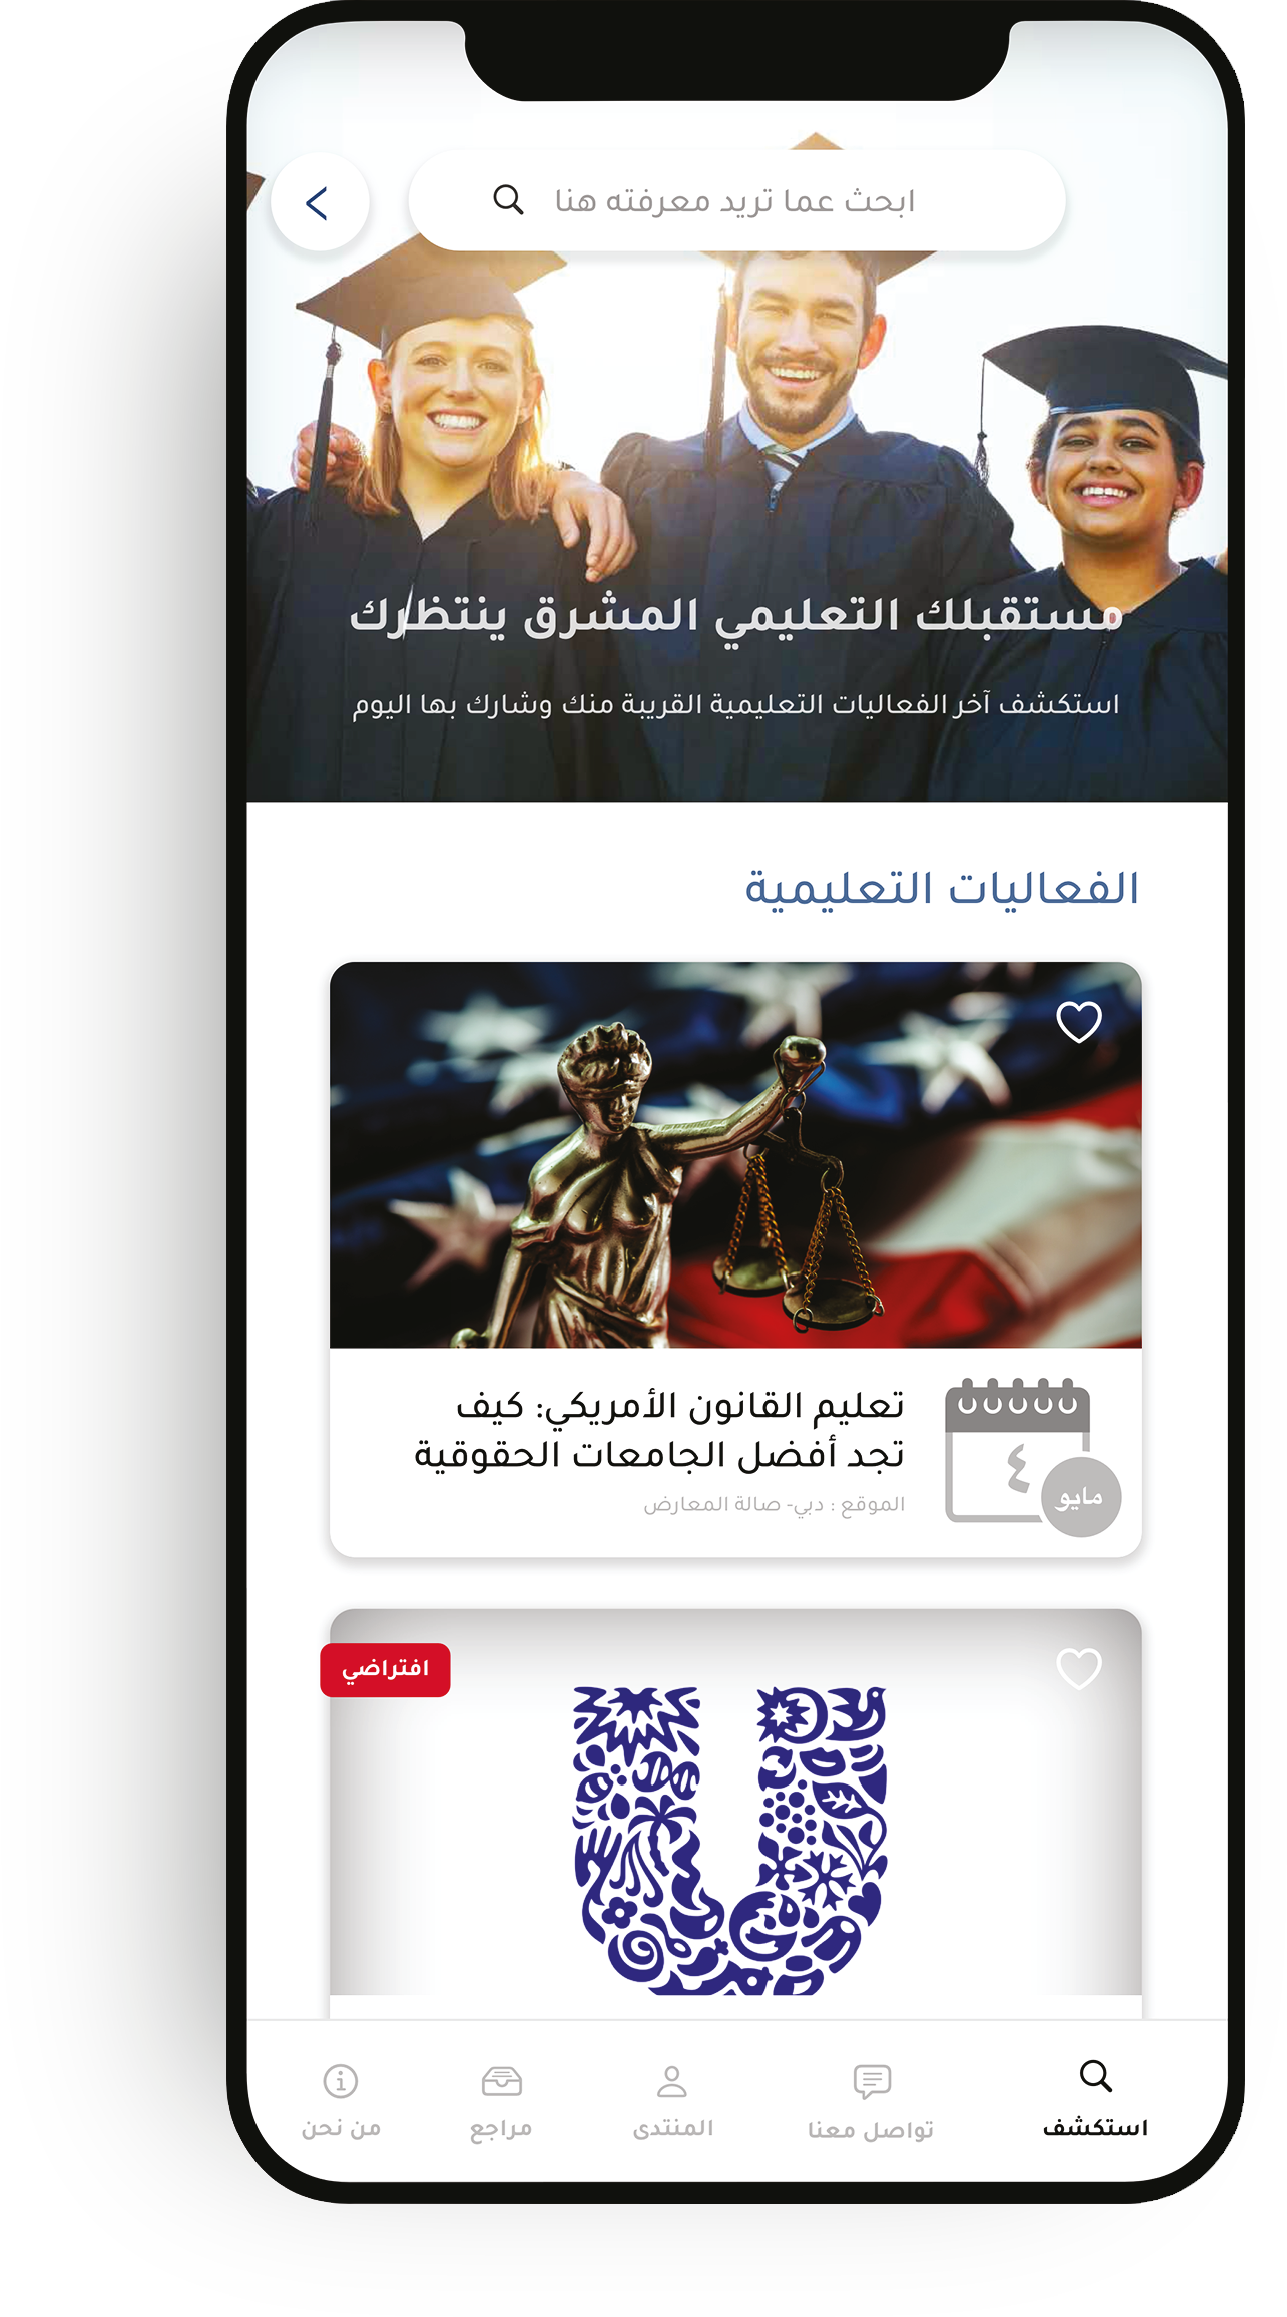 ابحث عما تريد معرفته هنا
مستقبلك التعليمي المشرق ينتظرك
استكشف آخر الفعاليات التعليمية القريبة منك وشارك بها اليوم
الفعاليات التعليمية
تعليم القانون الأمريكي: كيف
تجد أفضل الجامعات الحقوقية
الموقع : دبي- صالة المعارض
٤
مايو
افتراضي
استكشف
تواصل معنا
المنتدى
مراجع
من نحن